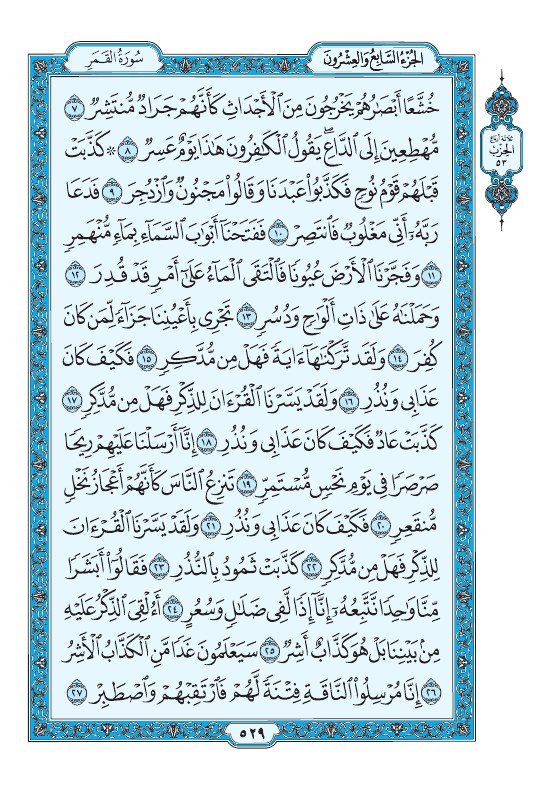 الجُزْءُ السَّابِعُ وَالعِشْرُونَ
سُورَةُ القَمَرِ
خُشَّعًا أَبْصَٰرُهُمْ يَخْرُجُونَ مِنَ ٱلْأَجْدَاثِ كَأَنَّهُمْ جَرَادٌ مُّنتَشِرٌ ٧
مُّهْطِعِينَ إِلَى ٱلدَّاعِ ۖ يَقُولُ ٱلْكَٰفِرُونَ هَٰذَا يَوْمٌ عَسِرٌ ٨ ۞ كَذَّبَتْ
قَبْلَهُمْ قَوْمُ نُوحٍ فَكَذَّبُوا۟ عَبْدَنَا وَقَالُوا۟ مَجْنُونٌ وَٱزْدُجِرَ ٩ فَدَعَا
رَبَّهُۥٓ أَنِّى مَغْلُوبٌ فَٱنتَصِرْ ١٠ فَفَتَحْنَآ أَبْوَٰبَ ٱلسَّمَآءِ بِمَآءٍ مُّنْهَمِرٍ
١١ وَفَجَّرْنَا ٱلْأَرْضَ عُيُونًا فَٱلْتَقَى ٱلْمَآءُ عَلَىٰٓ أَمْرٍ قَدْ قُدِرَ ١٢
وَحَمَلْنَٰهُ عَلَىٰ ذَاتِ أَلْوَٰحٍ وَدُسُرٍ ١٣ تَجْرِى بِأَعْيُنِنَا جَزَآءً لِّمَن كَانَ
كُفِرَ ١٤ وَلَقَد تَّرَكْنَٰهَآ ءَايَةً فَهَلْ مِن مُّدَّكِرٍ ١٥ فَكَيْفَ كَانَ
عَذَابِى وَنُذُرِ ١٦ وَلَقَدْ يَسَّرْنَا ٱلْقُرْءَانَ لِلذِّكْرِ فَهَلْ مِن مُّدَّكِرٍ ١٧
كَذَّبَتْ عَادٌ فَكَيْفَ كَانَ عَذَابِى وَنُذُرِ ١٨ إِنَّآ أَرْسَلْنَا عَلَيْهِمْ رِيحًا
صَرْصَرًا فِى يَوْمِ نَحْسٍ مُّسْتَمِرٍّ ١٩ تَنزِعُ ٱلنَّاسَ كَأَنَّهُمْ أَعْجَازُ نَخْلٍ
مُّنقَعِرٍ ٢٠ فَكَيْفَ كَانَ عَذَابِى وَنُذُرِ ٢١ وَلَقَدْ يَسَّرْنَا ٱلْقُرْءَانَ
لِلذِّكْرِ فَهَلْ مِن مُّدَّكِرٍ ٢٢ كَذَّبَتْ ثَمُودُ بِٱلنُّذُرِ ٢٣ فَقَالُوٓا۟ أَبَشَرًا
مِّنَّا وَٰحِدًا نَّتَّبِعُهُۥٓ إِنَّآ إِذًا لَّفِى ضَلَٰلٍ وَسُعُرٍ ٢٤ أَءُلْقِىَ ٱلذِّكْرُ عَلَيْهِ
مِنۢ بَيْنِنَا بَلْ هُوَ كَذَّابٌ أَشِرٌ ٢٥ سَيَعْلَمُونَ غَدًا مَّنِ ٱلْكَذَّابُ ٱلْأَشِرُ
٢٦ إِنَّا مُرْسِلُوا۟ ٱلنَّاقَةِ فِتْنَةً لَّهُمْ فَٱرْتَقِبْهُمْ وَٱصْطَبِرْ ٢٧
الحِزْب
٥٣
٥٢٩